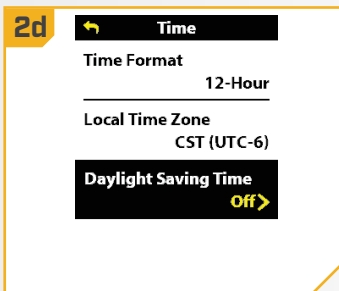 2d
Time
Time Format
12-Hour
Local Time Zone
CST (UTC-6)
Daylight Saving Time
Off